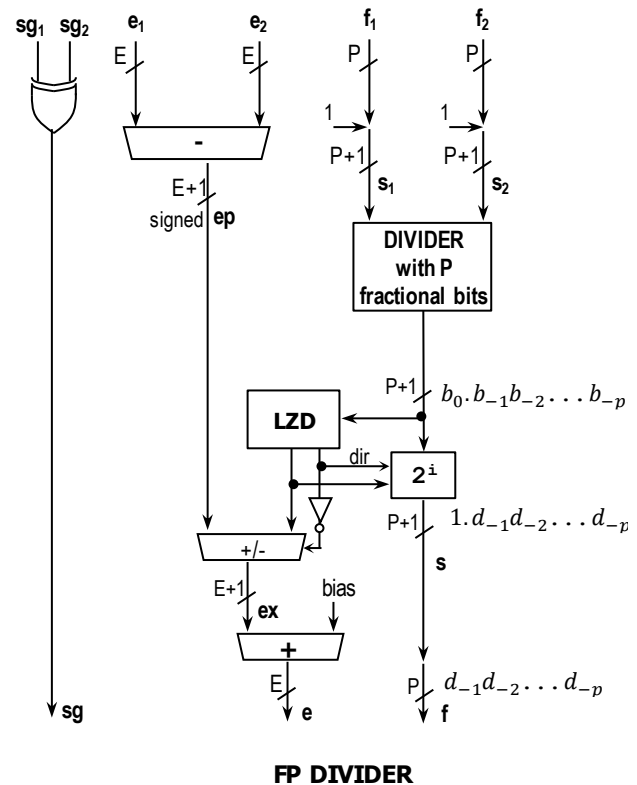 sg₁ sg₂ e₁ e₂ f₁ f₂
E E P P
1 1
-
P+1 P+1
s₁ s₂
E+1
signed ep
DIVIDER
with P
fractional bits
P+1 b₀.b₋₁b₋₂...b₋ₚ
LZD
dir
2ⁱ
P+1 1.d₋₁d₋₂...d₋ₚ
+/-
s
E+1 bias
ex
+
E P d₋₁d₋₂...d₋ₚ
sg e f
FP DIVIDER